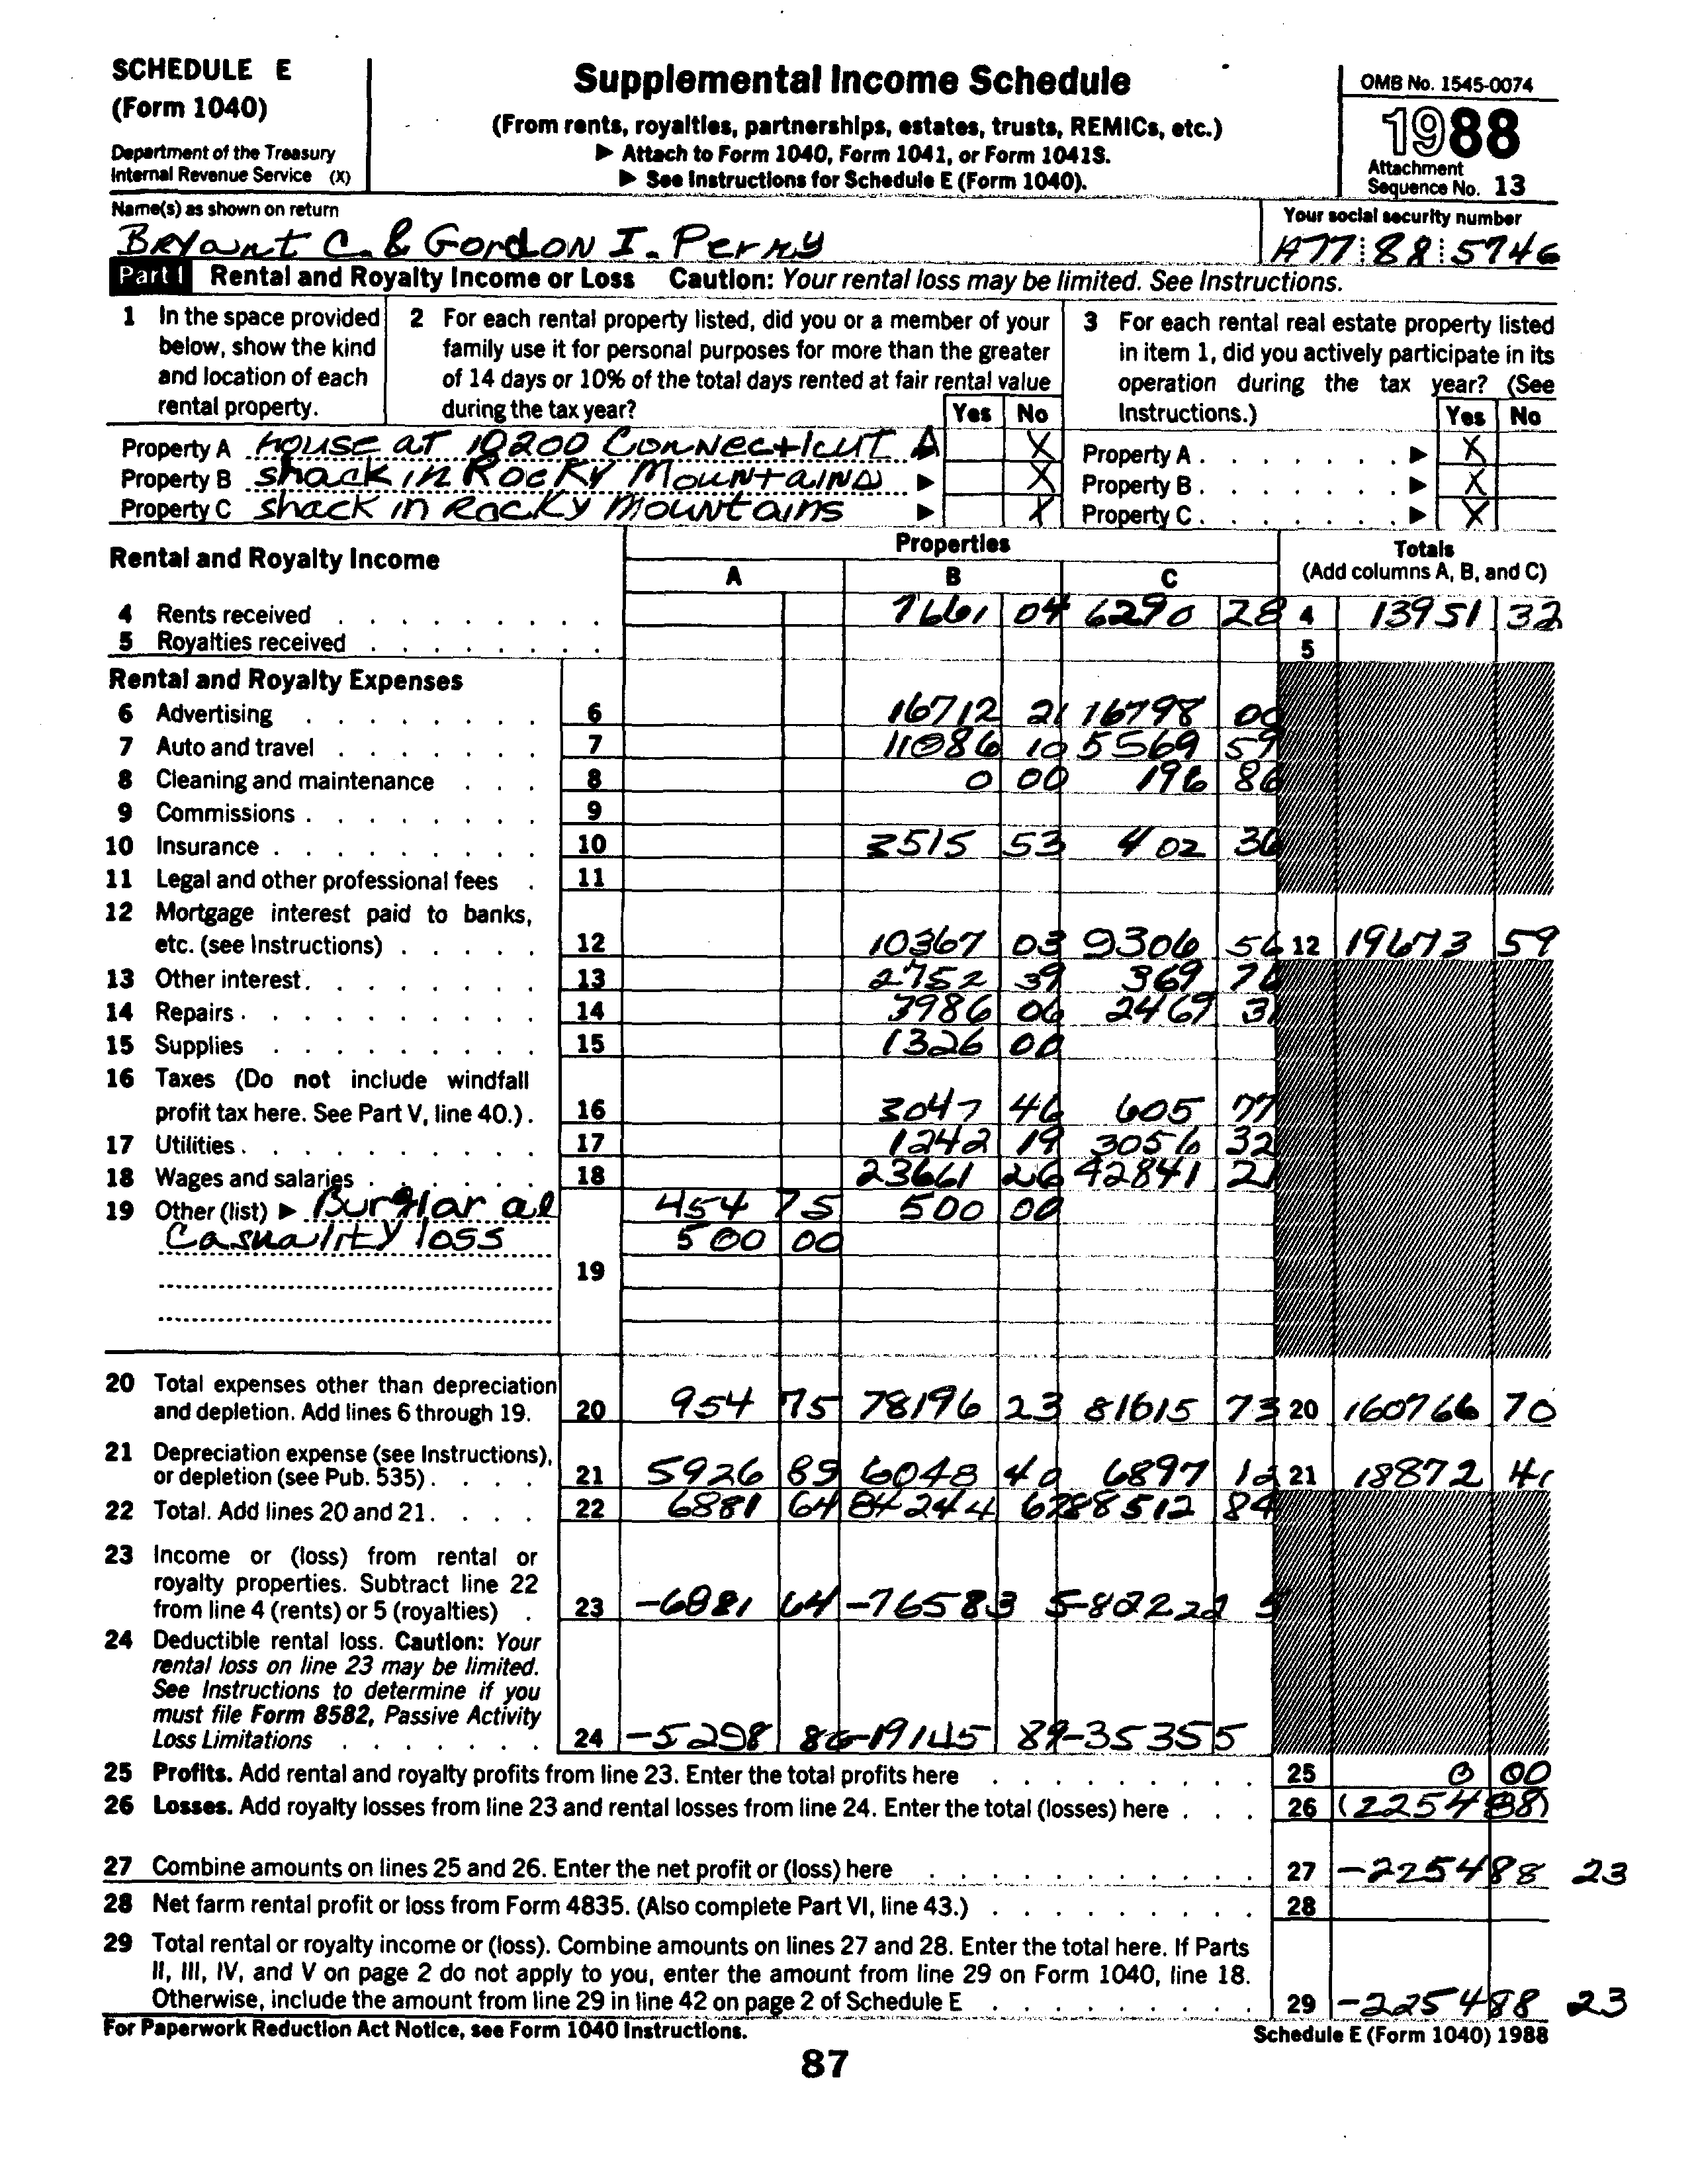 SCHEDULE E
(Form 1040)
Department of the Treasury
Internal Revenue Service (X)
Supplemental Income Schedule
(From rents, royalties, partnerships, estates, trusts, REMICs, etc.)
▶ Attach to Form 1040, Form 1041, or Form 1041S.
▶ See Instructions for Schedule E (Form 1040).
OMB No. 1545-0074
1988
Attachment
Sequence No. 13
Name(s) as shown on return
Bryant C. & Gordon I. Perry
Your social security number
A77 88 5746
Part I Rental and Royalty Income or Loss Caution: Your rental loss may be limited. See Instructions.
1 In the space provided
below, show the kind
and location of each
rental property.
2 For each rental property listed, did you or a member of your
family use it for personal purposes for more than the greater
of 14 days or 10% of the total days rented at fair rental value
during the tax year?
Yes No
3 For each rental real estate property listed
in item 1, did you actively participate in its
operation during the tax year? (See
Instructions.)
Yes No
Property A House at 10200 Connecticut A X
Property B shack in Rocky Mountains ▶ X
Property C shack in Rocky Mountains ▶ X
Property A . . . . . . . ▶ X
Property B . . . . . . . ▶ X
Property C . . . . . . . ▶ X
Rental and Royalty Income
Properties
A B C
Totals
(Add columns A, B, and C)
4 Rents received 7661 04 6290 28 4 13951 32
5 Royalties received 5
Rental and Royalty Expenses
6 Advertising 6 16712 21 16798 00
7 Auto and travel 7 11086 10 5569 59
8 Cleaning and maintenance 8 0 00 196 86
9 Commissions 9
10 Insurance 10 3515 53 402 36
11 Legal and other professional fees 11
12 Mortgage interest paid to banks,
etc. (see Instructions) 12 10367 03 9306 56 12 19673 59
13 Other interest 13 2752 39 369
14 Repairs 14 3986 06 2469 31
15 Supplies 15 1326 00
16 Taxes (Do not include windfall
profit tax here. See Part V, line 40.) 16 3047 46 605 77
17 Utilities 17 1242 19 3056 32
18 Wages and salaries 18 23661 26 42841 21
19 Other (list) ▶ Burglar al 454 75 500 00
Casuality loss 500 00
19
20 Total expenses other than depreciation
and depletion. Add lines 6 through 19. 20 954 75 78196 23 81615 73 20 160766 70
21 Depreciation expense (see Instructions),
or depletion (see Pub. 535) 21 5926 89 6048 40 6897 12 21 18872 41
22 Total. Add lines 20 and 21. 22 6881 64 84244 6 88512 84
23 Income or (loss) from rental or
royalty properties. Subtract line 22
from line 4 (rents) or 5 (royalties) 23 -6881 64 -76583 5 -82222 5
24 Deductible rental loss. Caution: Your
rental loss on line 23 may be limited.
See Instructions to determine if you
must file Form 8582, Passive Activity
Loss Limitations 24 -5298 86 -19145 89 -35355
25 Profits. Add rental and royalty profits from line 23. Enter the total profits here 25 0 00
26 Losses. Add royalty losses from line 23 and rental losses from line 24. Enter the total (losses) here 26 (225488)
27 Combine amounts on lines 25 and 26. Enter the net profit or (loss) here 27 -225488 23
28 Net farm rental profit or loss from Form 4835. (Also complete Part VI, line 43.) 28
29 Total rental or royalty income or (loss). Combine amounts on lines 27 and 28. Enter the total here. If Parts
II, III, IV, and V on page 2 do not apply to you, enter the amount from line 29 on Form 1040, line 18.
Otherwise, include the amount from line 29 in line 42 on page 2 of Schedule E 29 -225488 23
For Paperwork Reduction Act Notice, see Form 1040 Instructions.
Schedule E (Form 1040) 1988
87